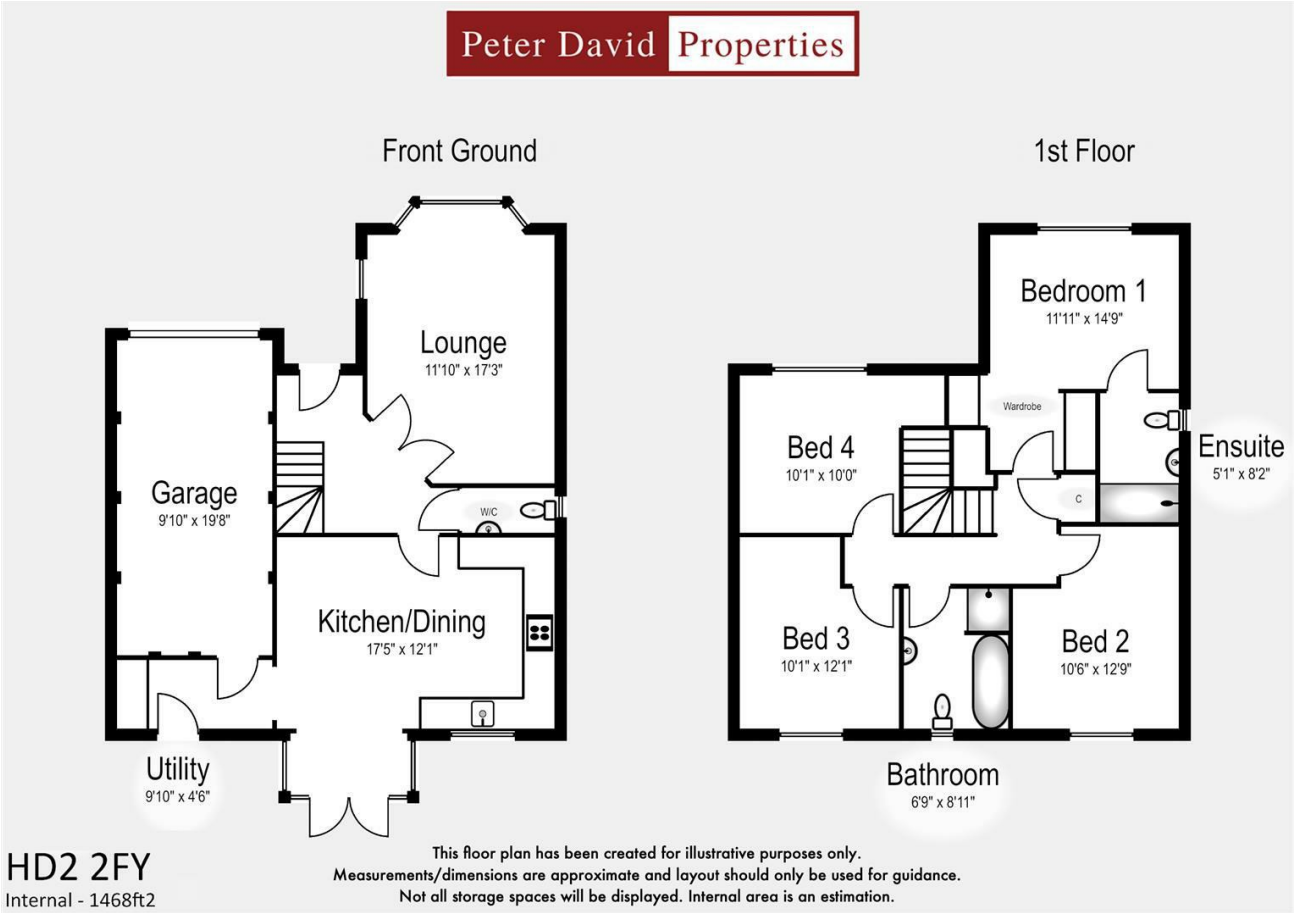 Peter David Properties
Front Ground
1st Floor
Lounge
11'10" x 17'3"
Garage
9'10" x 19'8"
W/C
Kitchen/Dining
17'5" x 12'1"
Utility
9'10" x 4'6"
Bedroom 1
11'11" x 14'9"
Wardrobe
Bed 4
10'1" x 10'0"
Ensuite
5'1" x 8'2"
C
Bed 3
10'1" x 12'1"
Bed 2
10'6" x 12'9"
Bathroom
6'9" x 8'11"
HD2 2FY
Internal - 1468ft2
This floor plan has been created for illustrative purposes only.
Measurements/dimensions are approximate and layout should only be used for guidance.
Not all storage spaces will be displayed. Internal area is an estimation.